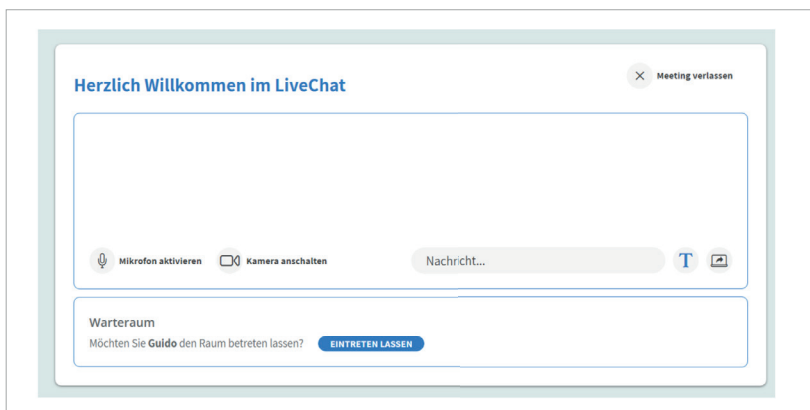 Herzlich Willkommen im LiveChat
Meeting verlassen
Mikrofon aktivieren
Kamera anschalten
Nachricht...
T
Warteraum
Möchten Sie Guido den Raum betreten lassen? EINTRETEN LASSEN